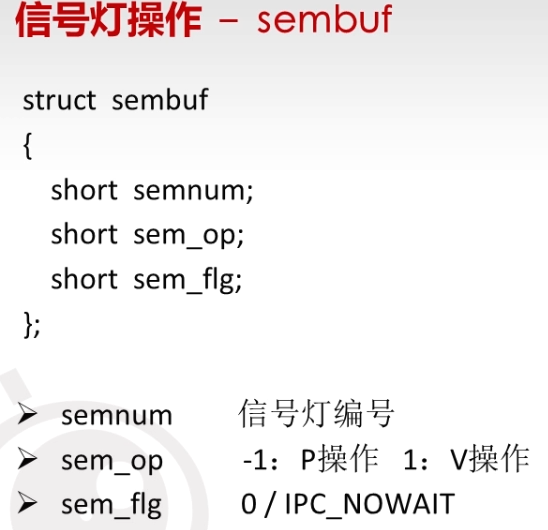 信号灯操作 – sembuf
struct sembuf
{
short semnum;
short sem_op;
short sem_flg;
};
➢ semnum 信号灯编号
➢ sem_op -1：P操作 1：V操作
➢ sem_flg 0 / IPC_NOWAIT